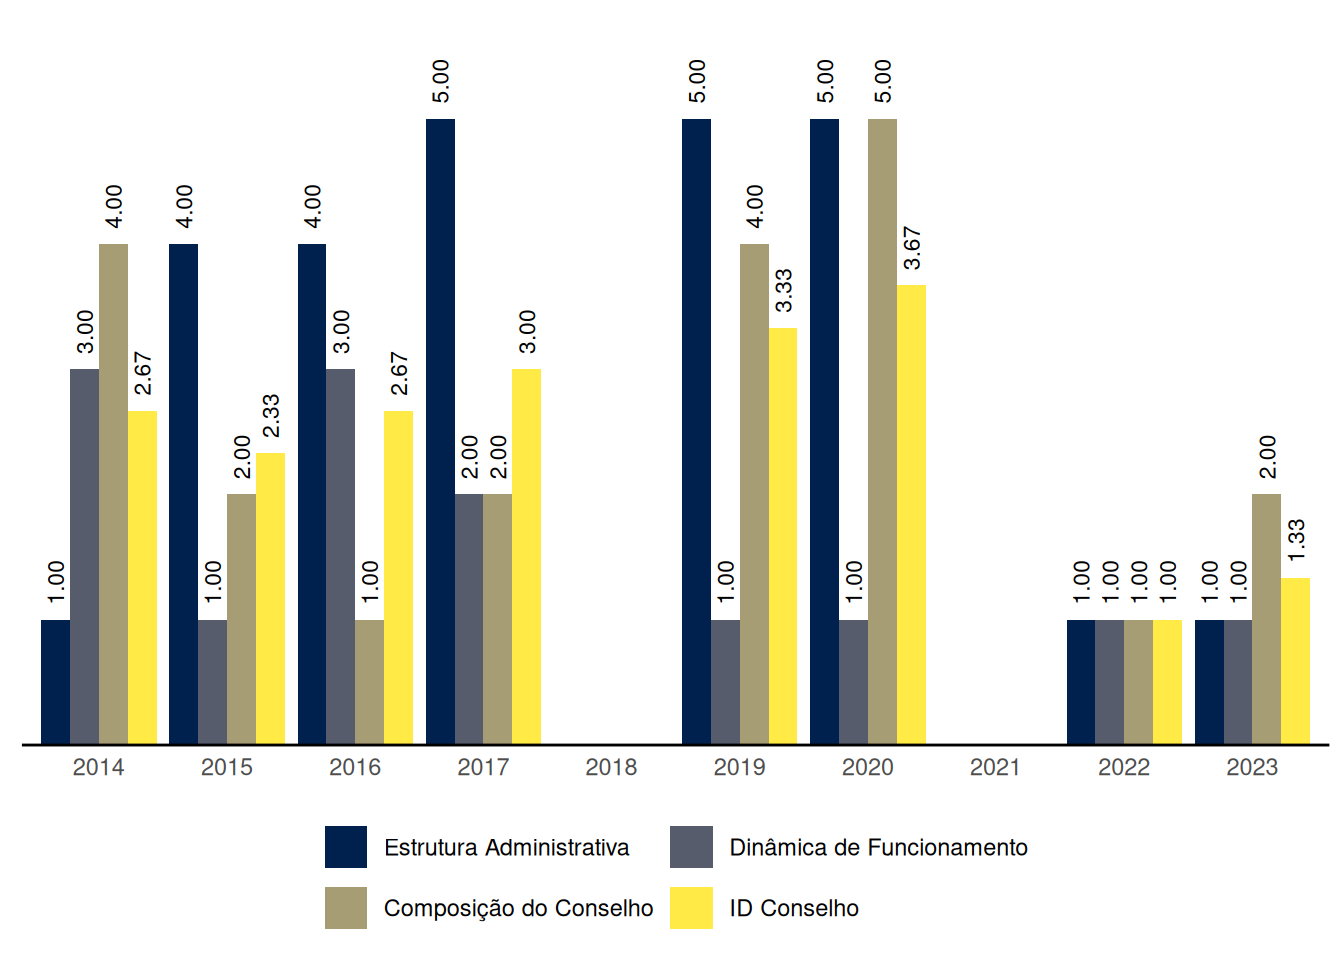 5.00 5.00 5.00 5.00
4.00 4.00 4.00 4.00
3.67
3.33
3.00 3.00 3.00
2.67 2.67
2.33
2.00 2.00 2.00 2.00
1.33
1.00 1.00 1.00 1.00 1.00 1.00 1.00 1.00 1.00 1.00
2014 2015 2016 2017 2018 2019 2020 2021 2022 2023
Estrutura Administrativa Dinâmica de Funcionamento
Composição do Conselho ID Conselho